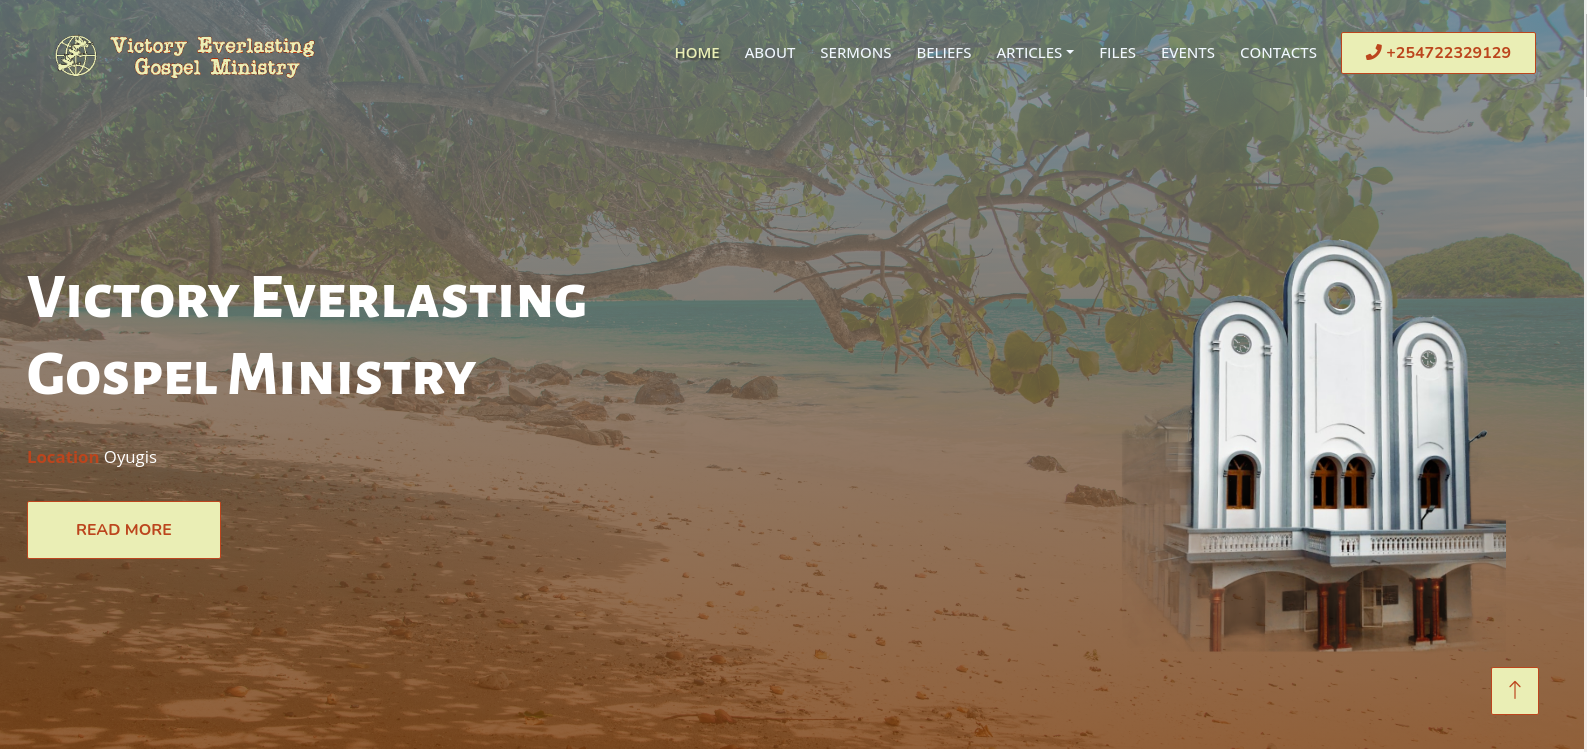 Victory Everlasting
Gospel Ministry
HOME ABOUT SERMONS BELIEFS ARTICLES FILES EVENTS CONTACTS +254722329129
Victory Everlasting
Gospel Ministry
Location Oyugis
READ MORE